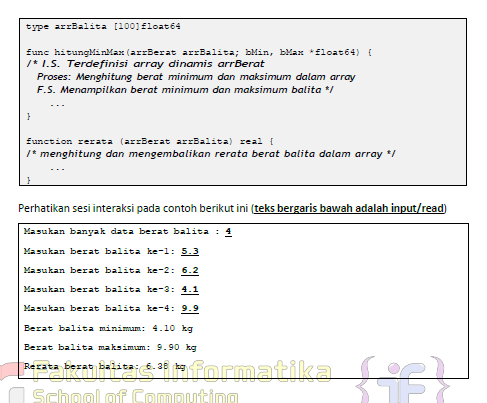 type arrBalita [100]float64
func hitungMinMax(arrBerat arrBalita; bMin, bMax *float64) {
/* I.S. Terdefinisi array dinamis arrBerat
Proses: Menghitung berat minimum dan maksimum dalam array
F.S. Menampilkan berat minimum dan maksimum balita */
...
}
function rerata (arrBerat arrBalita) real {
/* menghitung dan mengembalikan rerata berat balita dalam array */
...
}
Perhatikan sesi interaksi pada contoh berikut ini (teks bergaris bawah adalah input/read)
Masukan banyak data berat balita : 4
Masukan berat balita ke-1: 5.3
Masukan berat balita ke-2: 6.2
Masukan berat balita ke-3: 4.1
Masukan berat balita ke-4: 9.9
Berat balita minimum: 4.10 kg
Berat balita maksimum: 9.90 kg
Rerata berat balita: 6.38 kg
Fakultas Informatika
School of Computing
{if}